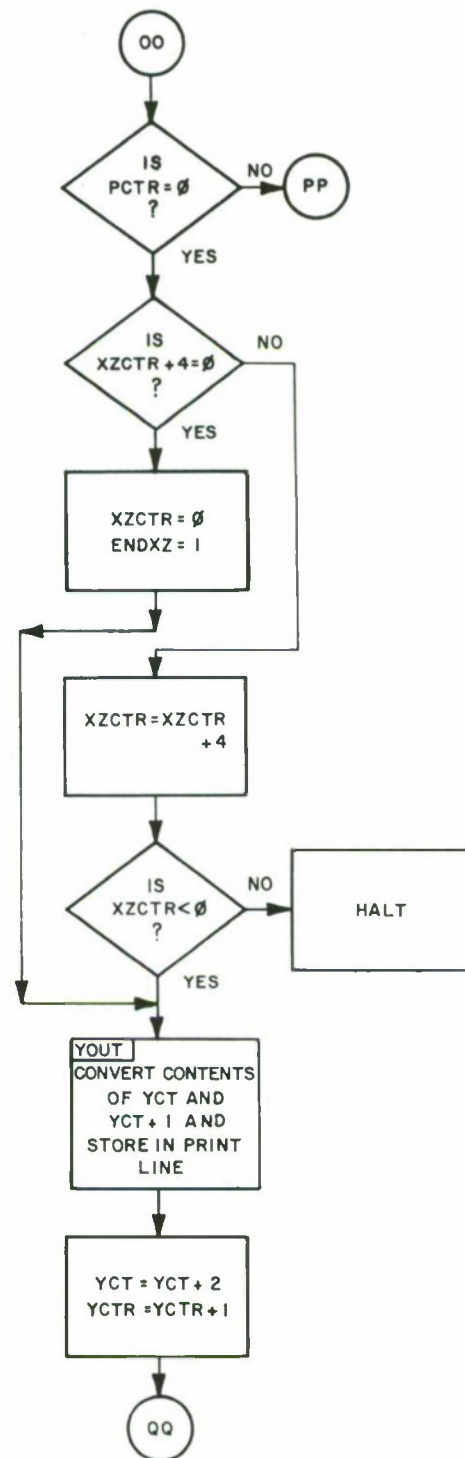 OO
IS
PCTR=Ø
?
NO
PP
YES
IS
XZCTR+4=Ø
?
NO
YES
XZCTR=Ø
ENDXZ=1
XZCTR=XZCTR
+4
IS
XZCTR<Ø
?
NO
HALT
YES
YOUT
CONVERT CONTENTS
OF YCT AND
YCT+1 AND
STORE IN PRINT
LINE
YCT=YCT+2
YCTR=YCTR+1
QQ